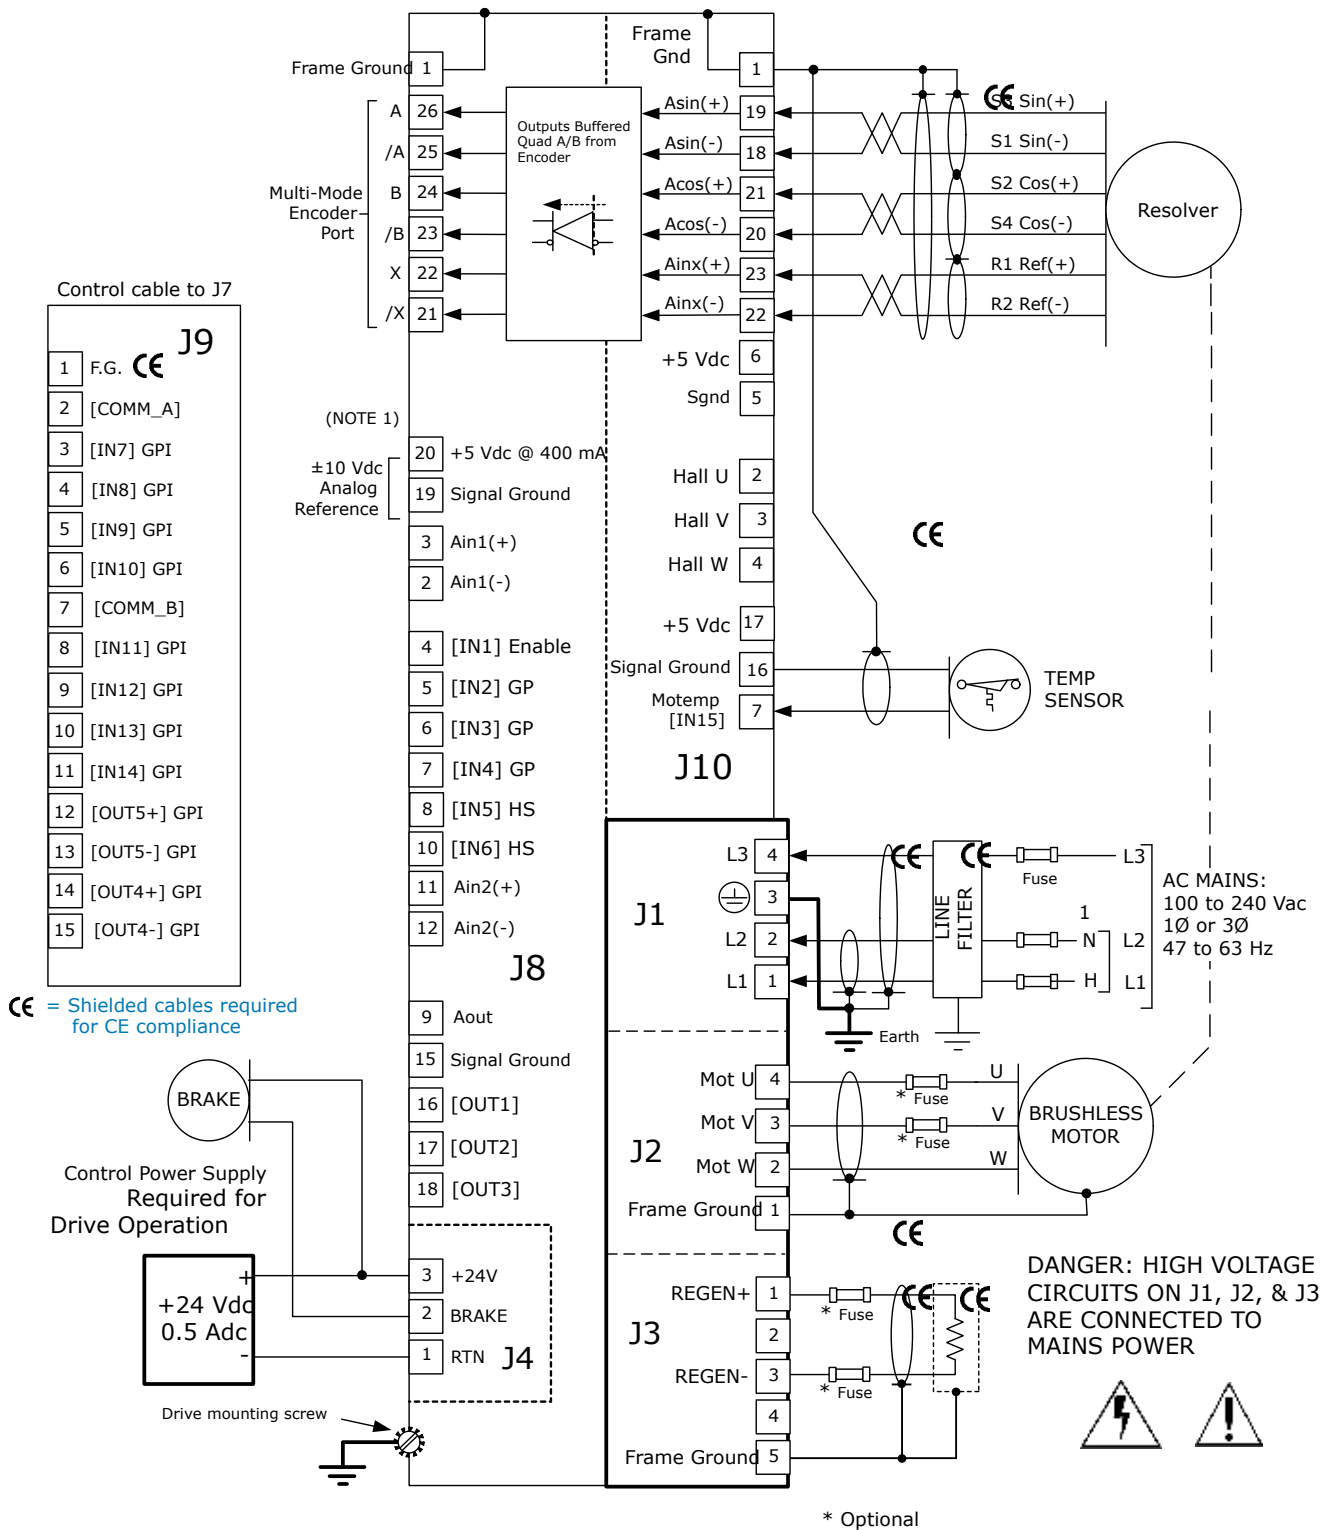 Frame
Gnd
Frame Ground 1
1
A 26
/A 25
B 24
/B 23
X 22
/X 21
Multi-Mode
Encoder
Port
Outputs Buffered
Quad A/B from
Encoder
Asin(+) 19
Asin(-) 18
Acos(+) 21
Acos(-) 20
Ainx(+) 23
Ainx(-) 22
CE
S3 Sin(+)
S1 Sin(-)
S2 Cos(+)
S4 Cos(-)
R1 Ref(+)
R2 Ref(-)
Resolver
+5 Vdc 6
Sgnd 5
Hall U 2
Hall V 3
Hall W 4
CE
+5 Vdc 17
Signal Ground 16
Motemp
[IN15] 7
J10
TEMP
SENSOR
Control cable to J7
J9
1 F.G. CE
2 [COMM_A]
3 [IN7] GPI
4 [IN8] GPI
5 [IN9] GPI
6 [IN10] GPI
7 [COMM_B]
8 [IN11] GPI
9 [IN12] GPI
10 [IN13] GPI
11 [IN14] GPI
12 [OUT5+] GPI
13 [OUT5-] GPI
14 [OUT4+] GPI
15 [OUT4-] GPI
CE = Shielded cables required
for CE compliance
(NOTE 1)
±10 Vdc
Analog
Reference
20 +5 Vdc @ 400 mA
19 Signal Ground
3 Ain1(+)
2 Ain1(-)
4 [IN1] Enable
5 [IN2] GP
6 [IN3] GP
7 [IN4] GP
8 [IN5] HS
10 [IN6] HS
11 Ain2(+)
12 Ain2(-)
J8
9 Aout
15 Signal Ground
16 [OUT1]
17 [OUT2]
18 [OUT3]
J1
L3 4
3
L2 2
L1 1
CE
CE
LINE
FILTER
Fuse
L3
1
N
L2
H
L1
AC MAINS:
100 to 240 Vac
1Ø or 3Ø
47 to 63 Hz
Earth
J2
Mot U 4
Mot V 3
Mot W 2
Frame Ground 1
* Fuse
* Fuse
U
V
W
BRUSHLESS
MOTOR
CE
J3
REGEN+ 1
2
REGEN- 3
4
Frame Ground 5
* Fuse
* Fuse
CE
CE
BRAKE
Control Power Supply
Required for
Drive Operation
+
+24 Vdc
0.5 Adc
-
3 +24V
2 BRAKE
1 RTN
J4
Drive mounting screw
DANGER: HIGH VOLTAGE
CIRCUITS ON J1, J2, & J3
ARE CONNECTED TO
MAINS POWER
* Optional